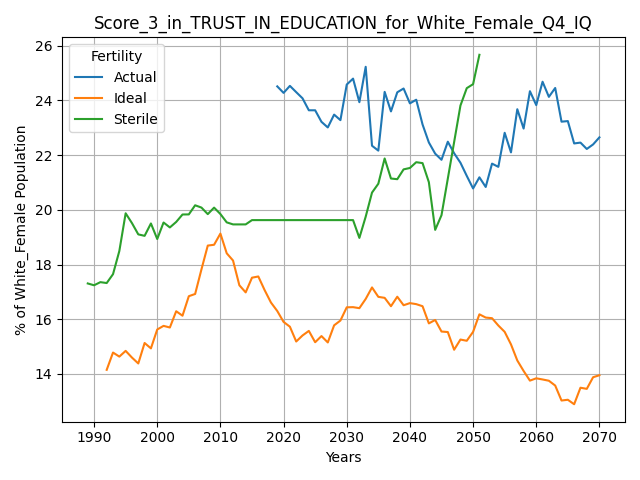 Score_3_in_TRUST_IN_EDUCATION_for_White_Female_Q4_IQ
Fertility
Actual
Ideal
Sterile
% of White_Female Population
26
24
22
20
18
16
14
1990 2000 2010 2020 2030 2040 2050 2060 2070
Years